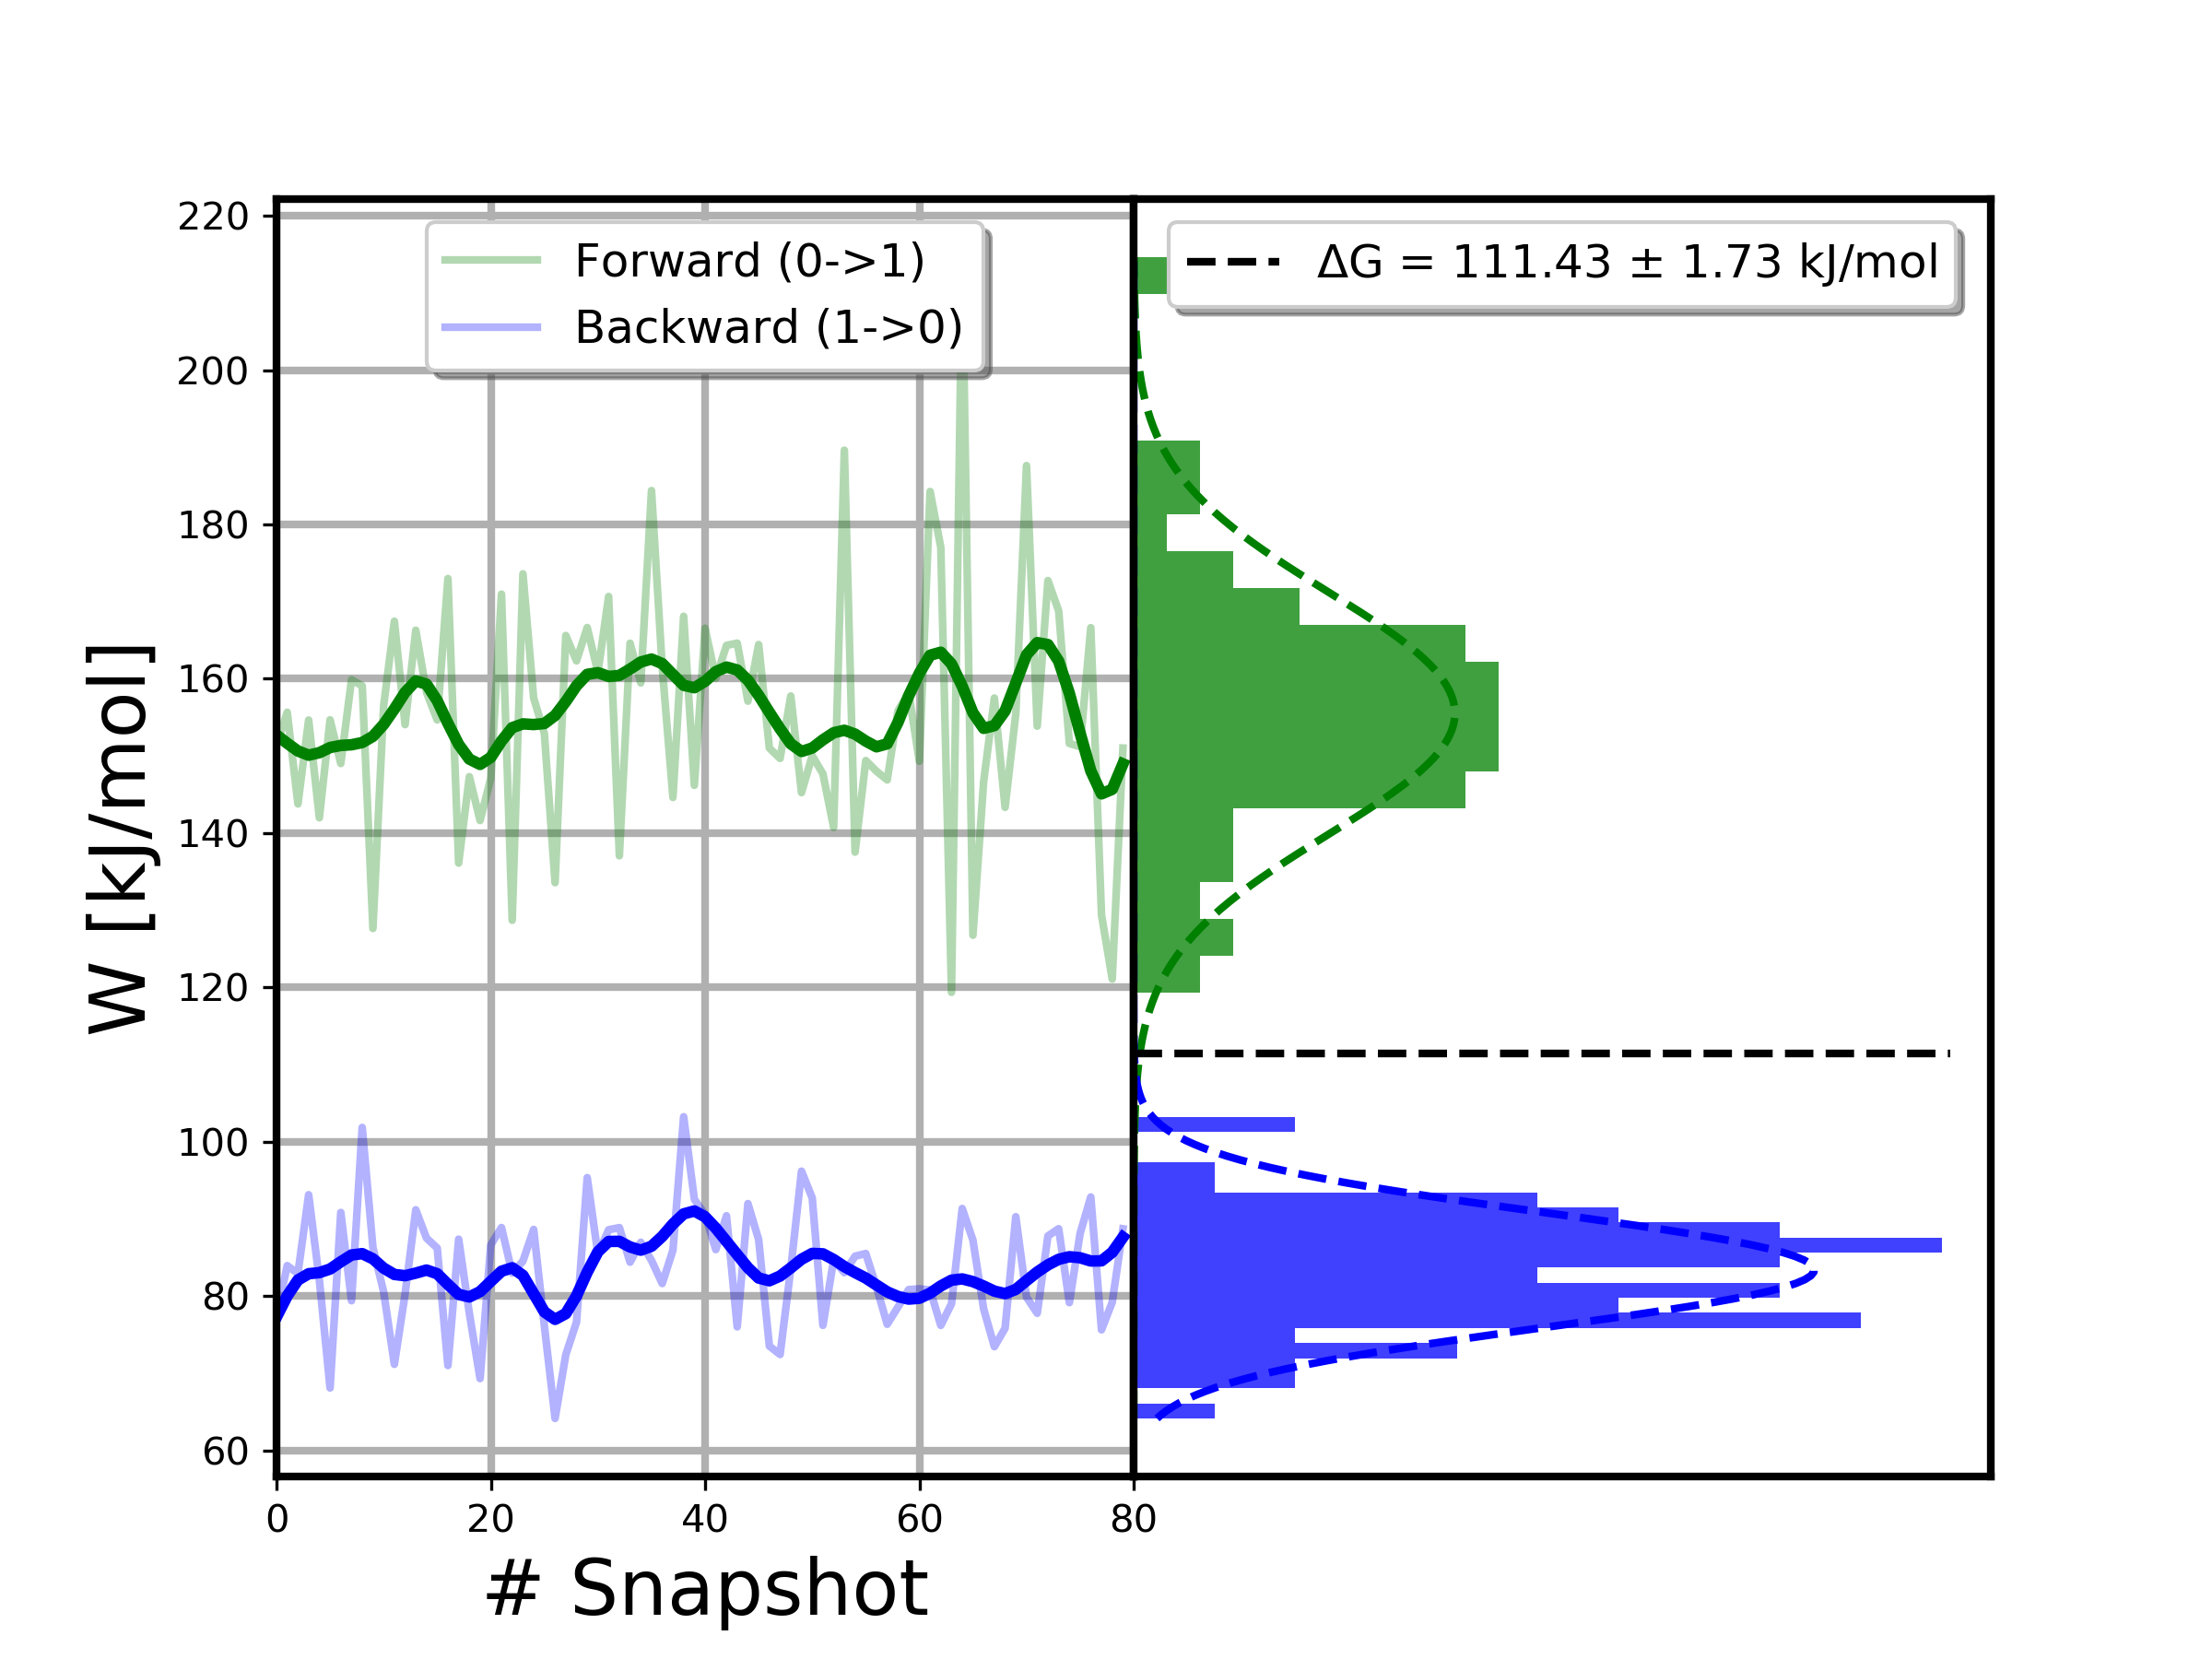 220
200
180
160
140
120
100
80
60
W [kJ/mol]
Forward (0->1)
Backward (1->0)
ΔG = 111.43 ± 1.73 kJ/mol
0 20 40 60 80
# Snapshot